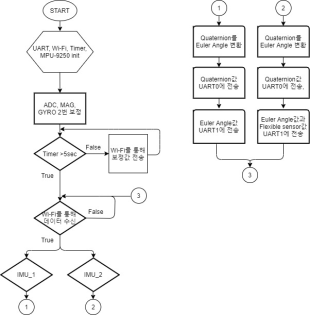 START
UART, Wi-Fi, Timer,
MPU-9250 init
ADC, MAG,
GYRO 2번 보정
Timer >5sec
False
True
Wi-Fi를 통해
보정값 전송
3
Wi-Fi를 통해
데이터 수신
False
True
IMU_1
IMU_2
1
2
1
Quaternion를
Euler Angle 변환
Quaternion값
UART0에 전송
Euler Angle값
UART1에 전송
2
Quaternion를
Euler Angle 변환
Quaternion값,
UART0에 전송
Euler Angle값과
Flexible sensor값
UART1에 전송
3